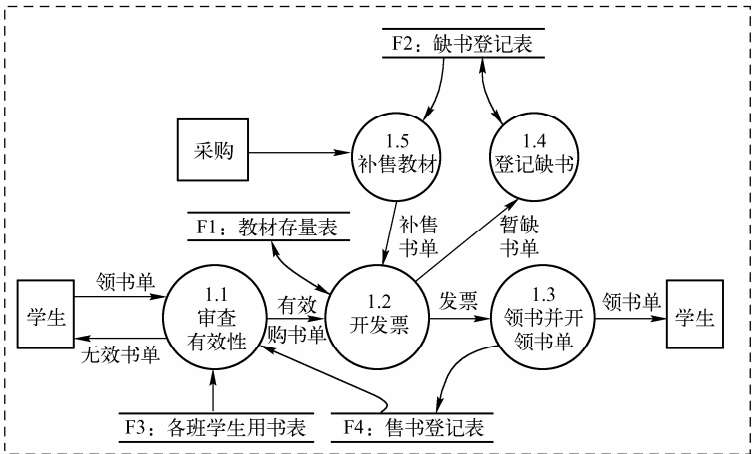 F2：缺书登记表
采购
1.5
补售教材
1.4
登记缺书
F1：教材存量表
补售
书单
暂缺
书单
学生
领书单
无效书单
1.1
审查
有效性
有效
购书单
1.2
开发票
发票
1.3
领书并开
领书单
领书单
学生
F3：各班学生用书表
F4：售书登记表